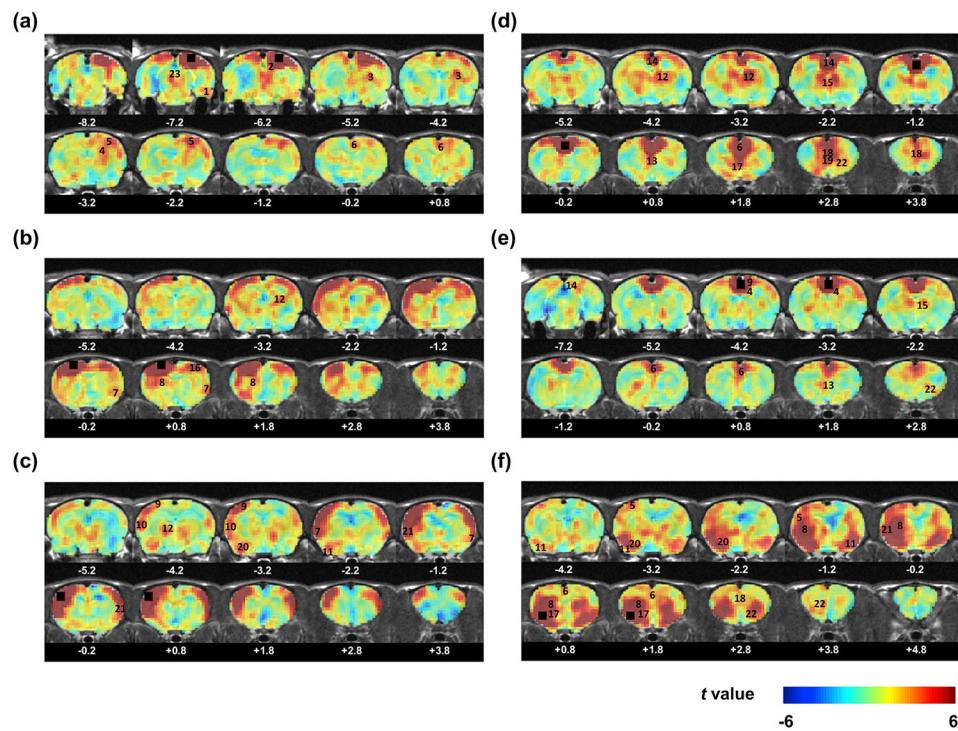 (a)
23 2 3 3
1
-8.2 -7.2 -6.2 -5.2 -4.2
5 4 5 6 6
-3.2 -2.2 -1.2 -0.2 +0.8
(b)
12
-5.2 -4.2 -3.2 -2.2 -1.2
7 8 16 7 8
-0.2 +0.8 +1.8 +2.8 +3.8
(c)
10 9 12 9 10 20 7 11 21 7
-5.2 -4.2 -3.2 -2.2 -1.2
21
-0.2 +0.8 +1.8 +2.8 +3.8
(d)
14 12 12 14 15
-5.2 -4.2 -3.2 -2.2 -1.2
13 6 17 18 19 22 18
-0.2 +0.8 +1.8 +2.8 +3.8
(e)
14 9 4 4 15
-7.2 -5.2 -4.2 -3.2 -2.2
6 6 13 22
-1.2 -0.2 +0.8 +1.8 +2.8
(f)
11 5 11 20 20 5 8 11 21 8
-4.2 -3.2 -2.2 -1.2 -0.2
6 8 17 6 8 17 18 22 22
+0.8 +1.8 +2.8 +3.8 +4.8
t value
-6 6